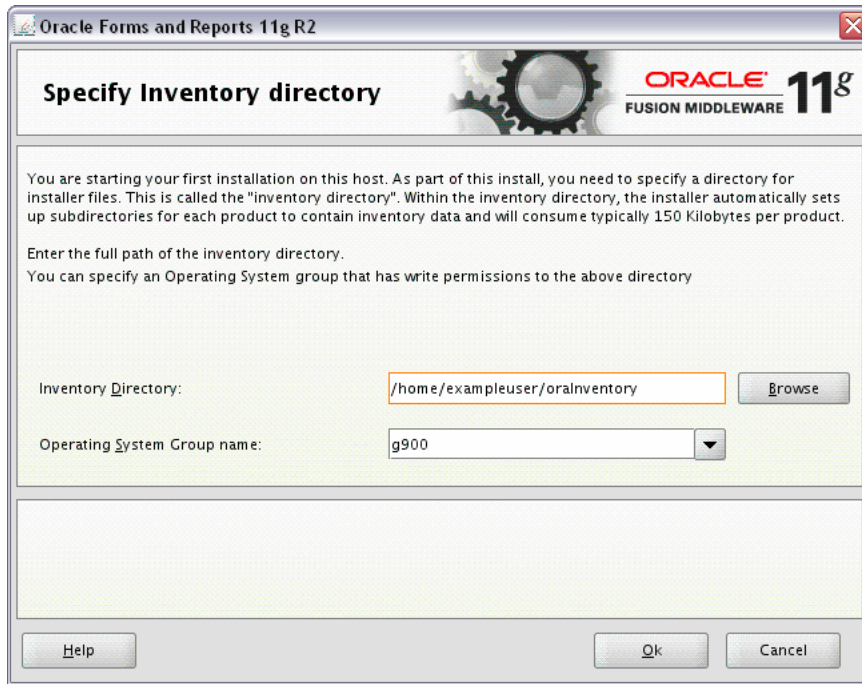 Oracle Forms and Reports 11g R2
Specify Inventory directory
ORACLE
FUSION MIDDLEWARE 11g
You are starting your first installation on this host. As part of this install, you need to specify a directory for
installer files. This is called the "inventory directory". Within the inventory directory, the installer automatically sets
up subdirectories for each product to contain inventory data and will consume typically 150 Kilobytes per product.
Enter the full path of the inventory directory.
You can specify an Operating System group that has write permissions to the above directory
Inventory Directory: /home/exampleuser/oraInventory Browse
Operating System Group name: g900
Help Ok Cancel